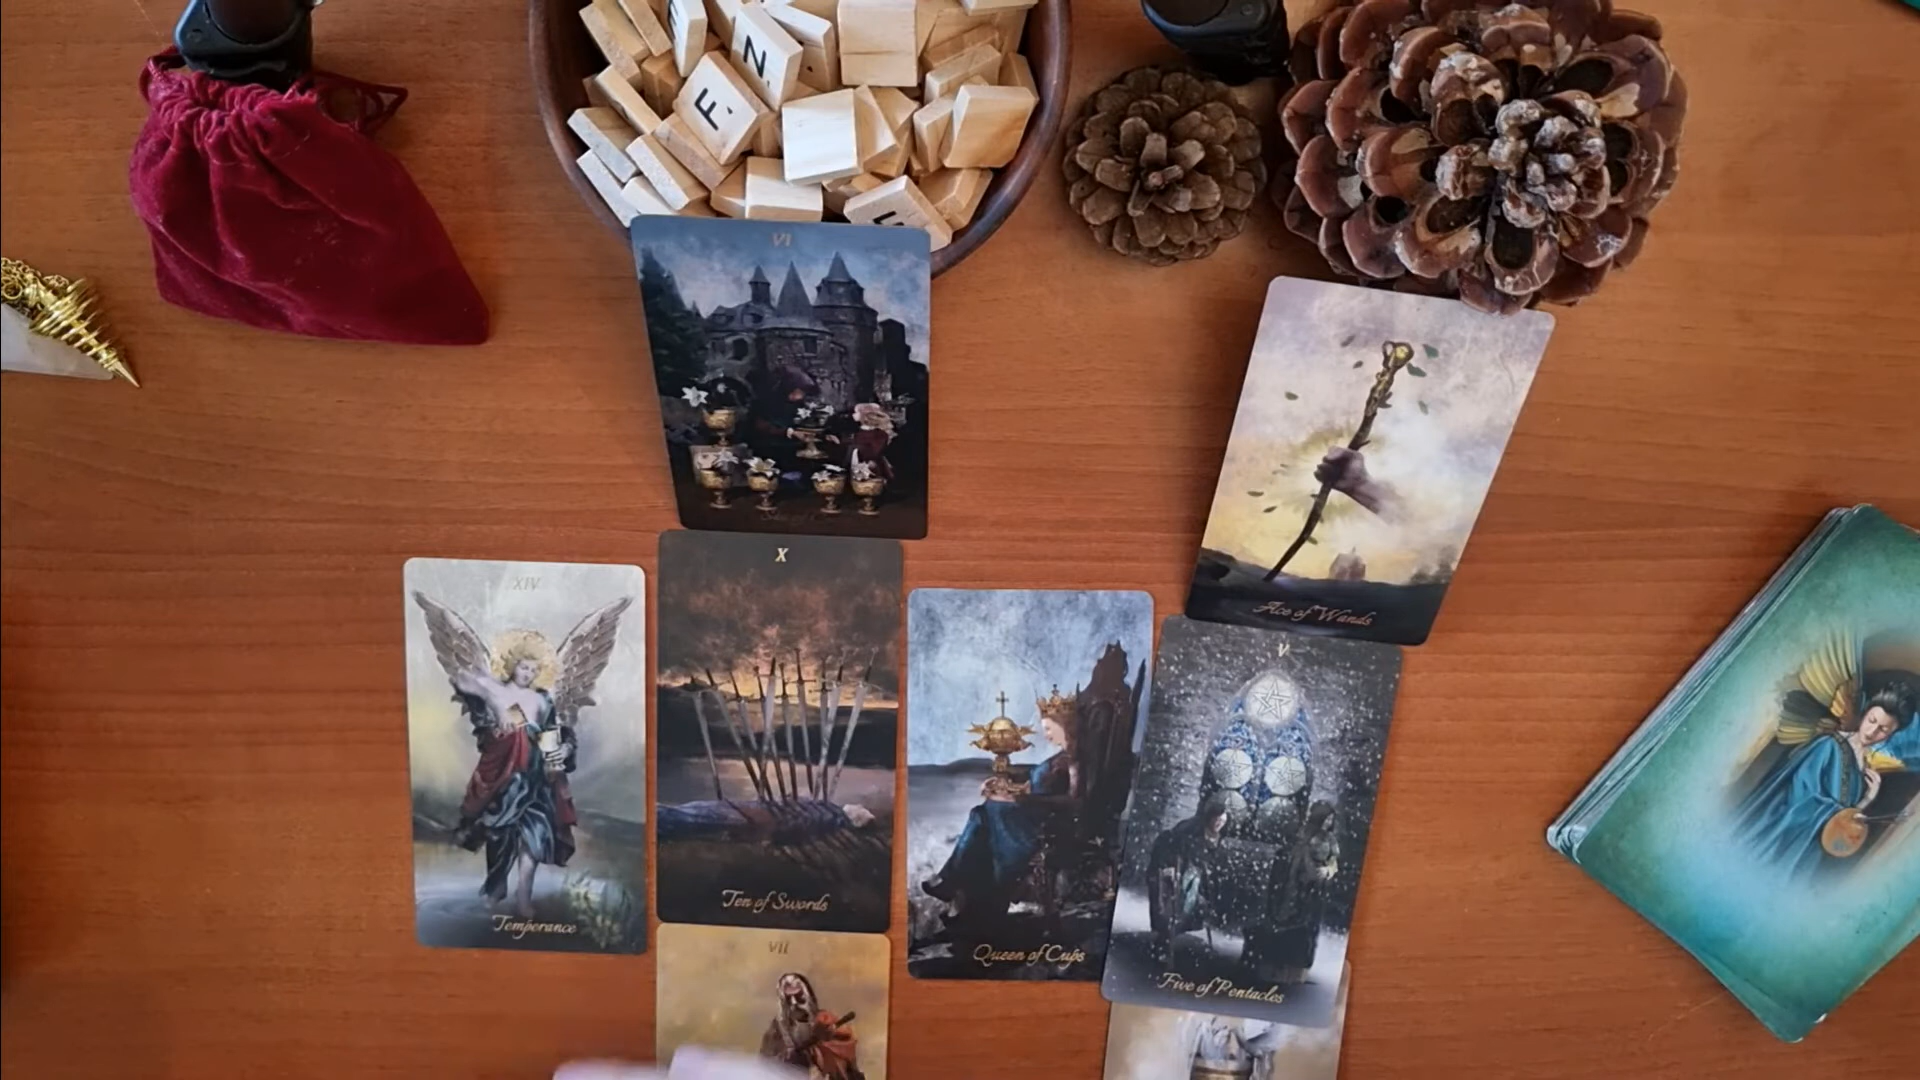 Z
F.
VI
Ace of Wands
XIV
X
V
Ten of Swords
Temperance
Queen of Cups
Five of Pentacles
VII